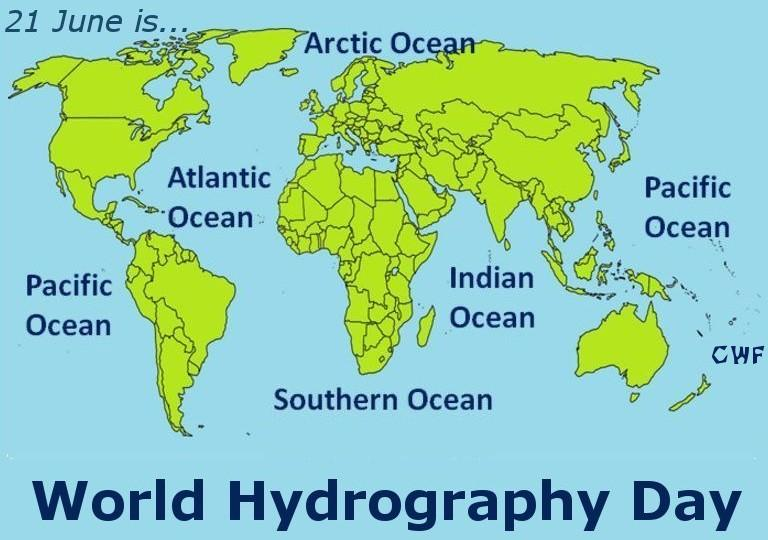 21 June is...
Arctic Ocean
Atlantic
Ocean
Pacific
Ocean
Pacific
Ocean
Indian
Ocean
CWF
Southern Ocean
World Hydrography Day